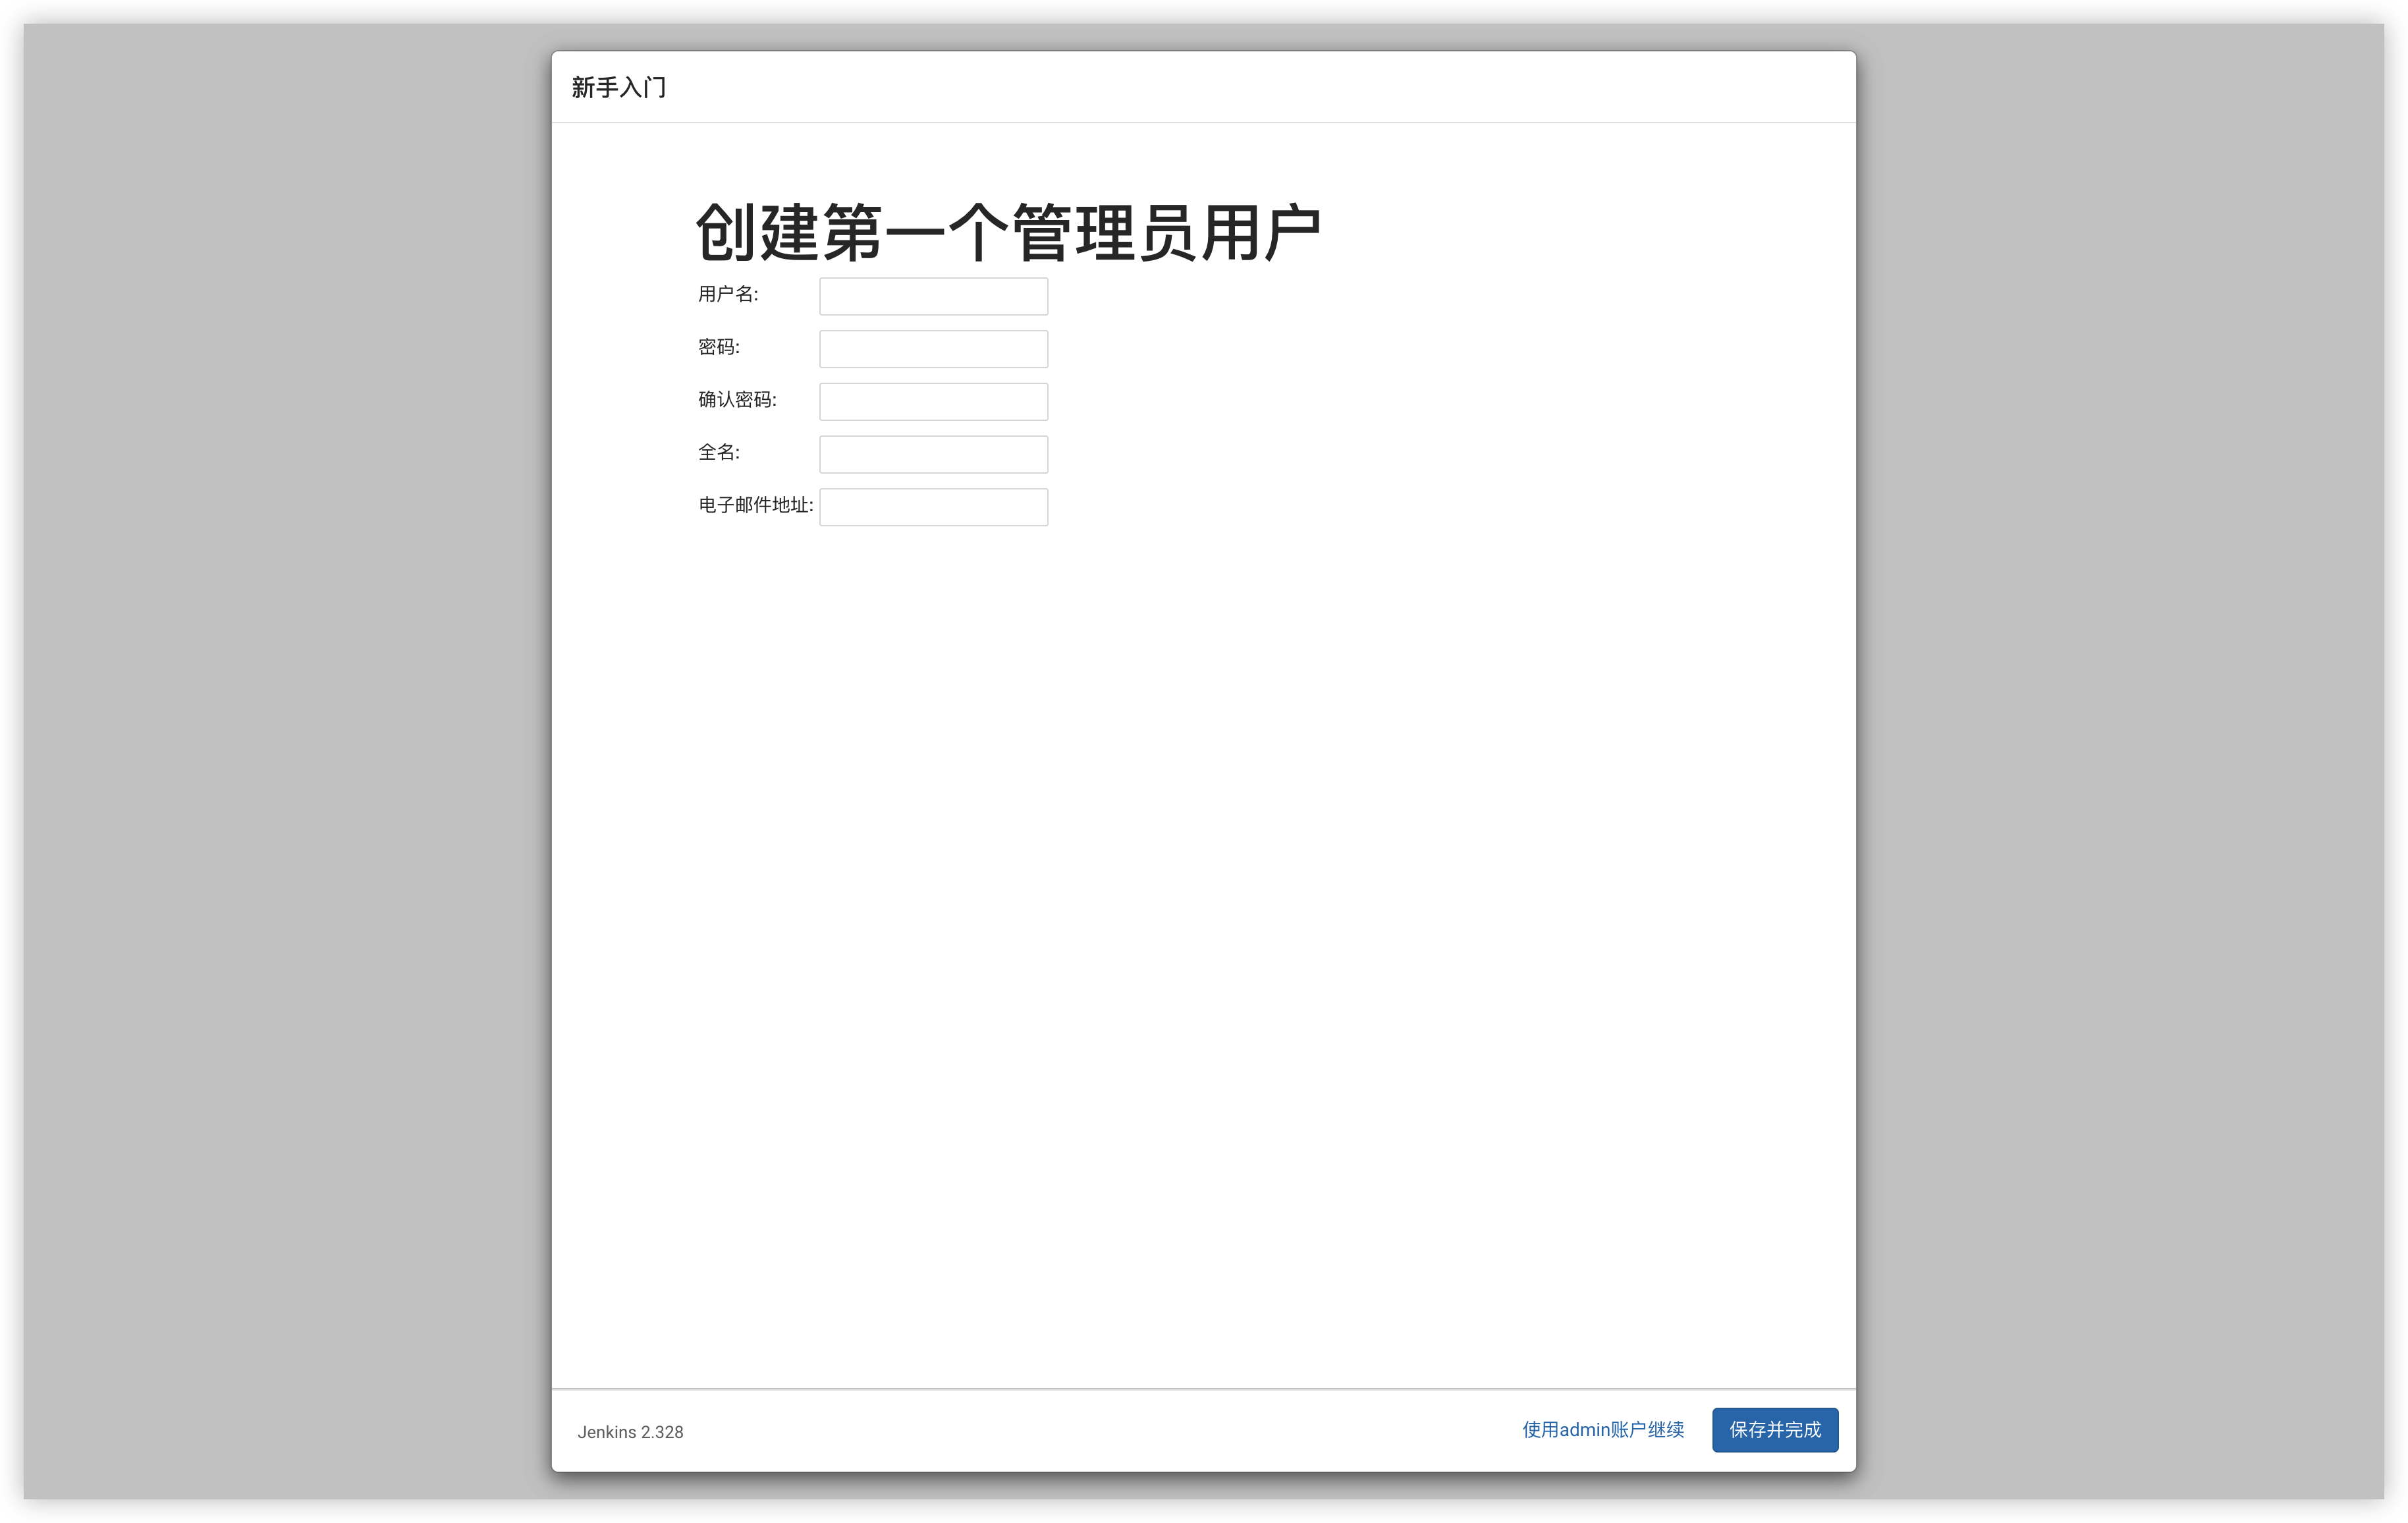 新手入门
创建第一个管理员用户
用户名:
密码:
确认密码:
全名:
电子邮件地址:
Jenkins 2.328
使用admin账户继续
保存并完成